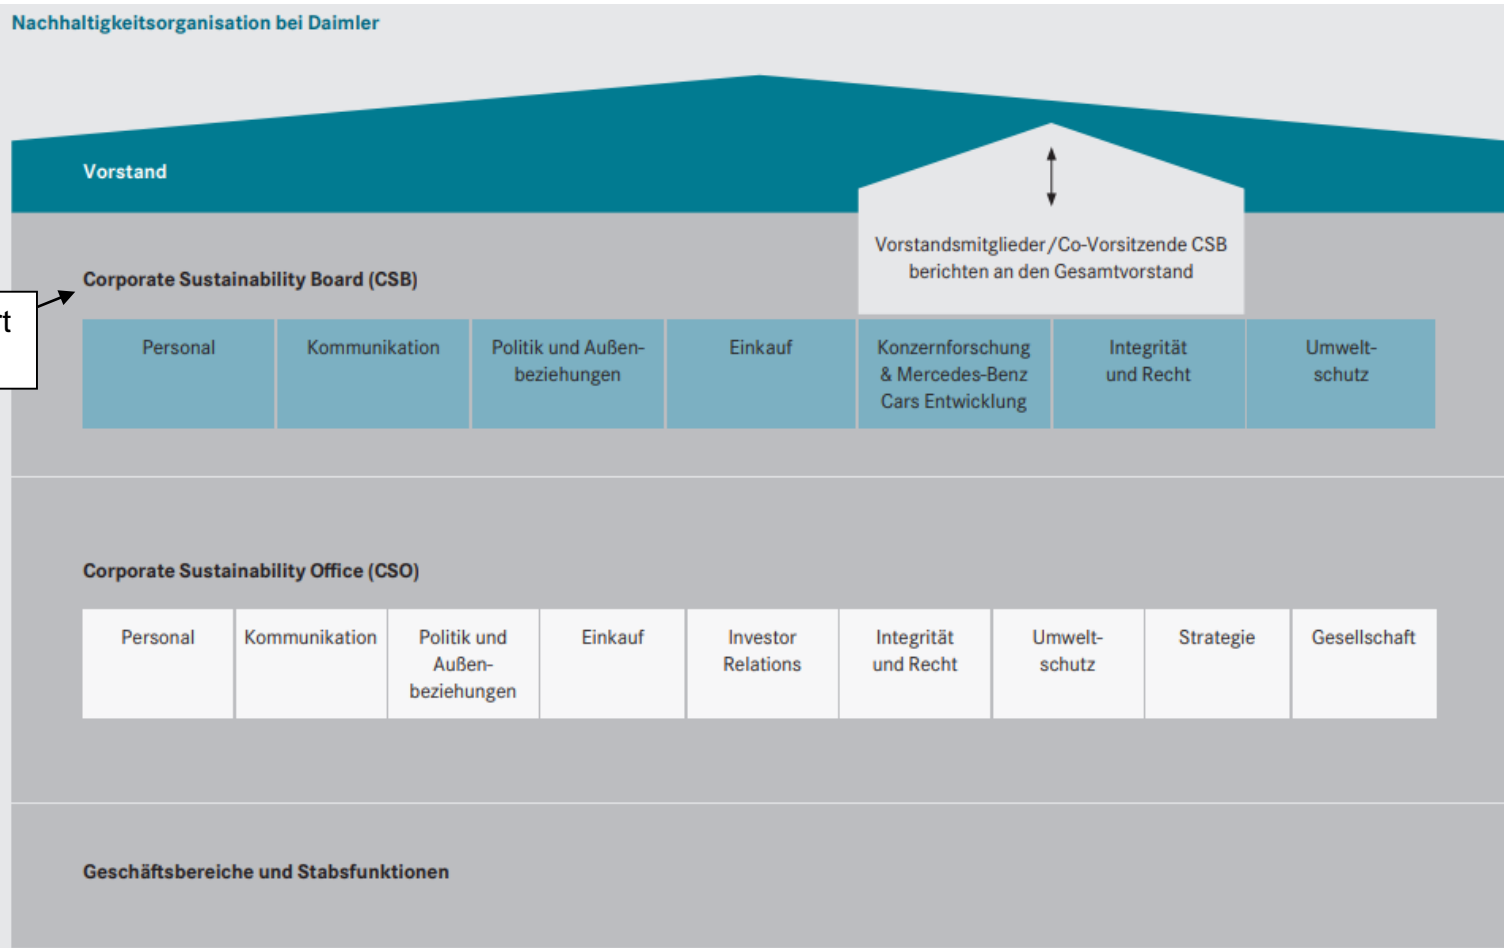 Nachhaltigkeitsorganisation bei Daimler
Vorstand
Vorstandsmitglieder/Co-Vorsitzende CSB
berichten an den Gesamtvorstand
Corporate Sustainability Board (CSB)
Personal
Kommunikation
Politik und Außen-
beziehungen
Einkauf
Konzernforschung
& Mercedes-Benz
Cars Entwicklung
Integrität
und Recht
Umwelt-
schutz
Corporate Sustainability Office (CSO)
Personal
Kommunikation
Politik und
Außen-
beziehungen
Einkauf
Investor
Relations
Integrität
und Recht
Umwelt-
schutz
Strategie
Gesellschaft
Geschäftsbereiche und Stabsfunktionen